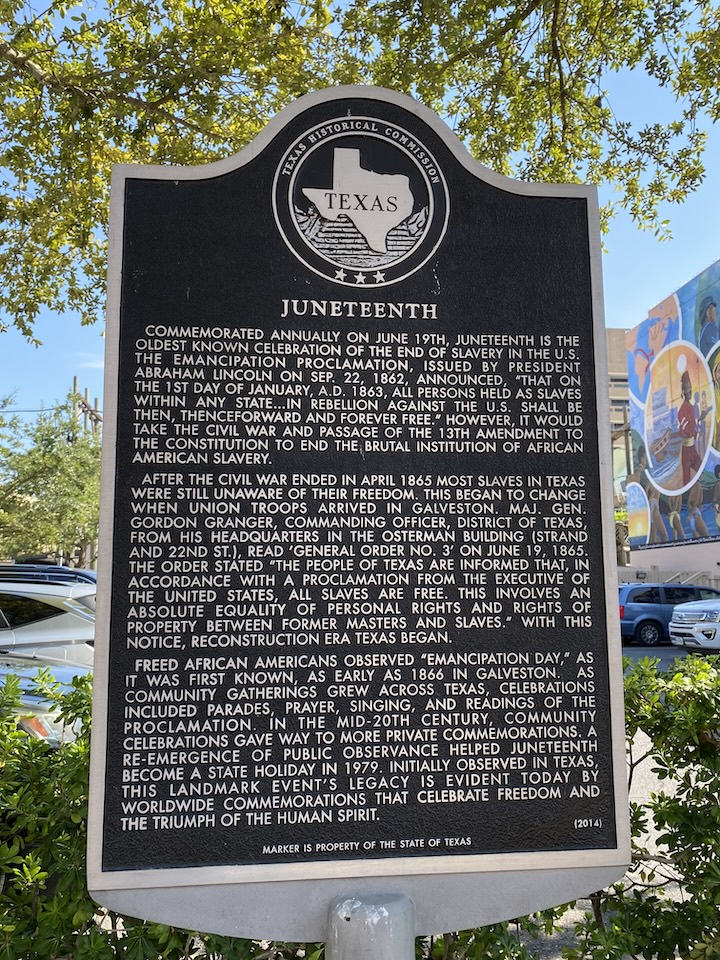 TEXAS HISTORICAL COMMISSION
TEXAS
JUNETEENTH
COMMEMORATED ANNUALLY ON JUNE 19TH, JUNETEENTH IS THE
OLDEST KNOWN CELEBRATION OF THE END OF SLAVERY IN THE U.S.
THE EMANCIPATION PROCLAMATION, ISSUED BY PRESIDENT
ABRAHAM LINCOLN ON SEP. 22, 1862, ANNOUNCED, "THAT ON
THE 1ST DAY OF JANUARY, A.D. 1863, ALL PERSONS HELD AS SLAVES
WITHIN ANY STATE...IN REBELLION AGAINST THE U.S. SHALL BE
THEN, THENCEFORWARD AND FOREVER FREE." HOWEVER, IT WOULD
TAKE THE CIVIL WAR AND PASSAGE OF THE 13TH AMENDMENT TO
THE CONSTITUTION TO END THE BRUTAL INSTITUTION OF AFRICAN
AMERICAN SLAVERY.
AFTER THE CIVIL WAR ENDED IN APRIL 1865 MOST SLAVES IN TEXAS
WERE STILL UNAWARE OF THEIR FREEDOM. THIS BEGAN TO CHANGE
WHEN UNION TROOPS ARRIVED IN GALVESTON. MAJ. GEN.
GORDON GRANGER, COMMANDING OFFICER, DISTRICT OF TEXAS,
FROM HIS HEADQUARTERS IN THE OSTERMAN BUILDING (STRAND
AND 22ND ST.), READ 'GENERAL ORDER NO. 3' ON JUNE 19, 1865.
THE ORDER STATED "THE PEOPLE OF TEXAS ARE INFORMED THAT, IN
ACCORDANCE WITH A PROCLAMATION FROM THE EXECUTIVE OF
THE UNITED STATES, ALL SLAVES ARE FREE. THIS INVOLVES AN
ABSOLUTE EQUALITY OF PERSONAL RIGHTS AND RIGHTS OF
PROPERTY BETWEEN FORMER MASTERS AND SLAVES." WITH THIS
NOTICE, RECONSTRUCTION ERA TEXAS BEGAN.
FREED AFRICAN AMERICANS OBSERVED "EMANCIPATION DAY," AS
IT WAS FIRST KNOWN, AS EARLY AS 1866 IN GALVESTON. AS
COMMUNITY GATHERINGS GREW ACROSS TEXAS, CELEBRATIONS
INCLUDED PARADES, PRAYER, SINGING, AND READINGS OF THE
PROCLAMATION. IN THE MID-20TH CENTURY, COMMUNITY
CELEBRATIONS GAVE WAY TO MORE PRIVATE COMMEMORATIONS. A
RE-EMERGENCE OF PUBLIC OBSERVANCE HELPED JUNETEENTH
BECOME A STATE HOLIDAY IN 1979. INITIALLY OBSERVED IN TEXAS,
THIS LANDMARK EVENT'S LEGACY IS EVIDENT TODAY BY
WORLDWIDE COMMEMORATIONS THAT CELEBRATE FREEDOM AND
THE TRIUMPH OF THE HUMAN SPIRIT.
(2014)
MARKER IS PROPERTY OF THE STATE OF TEXAS